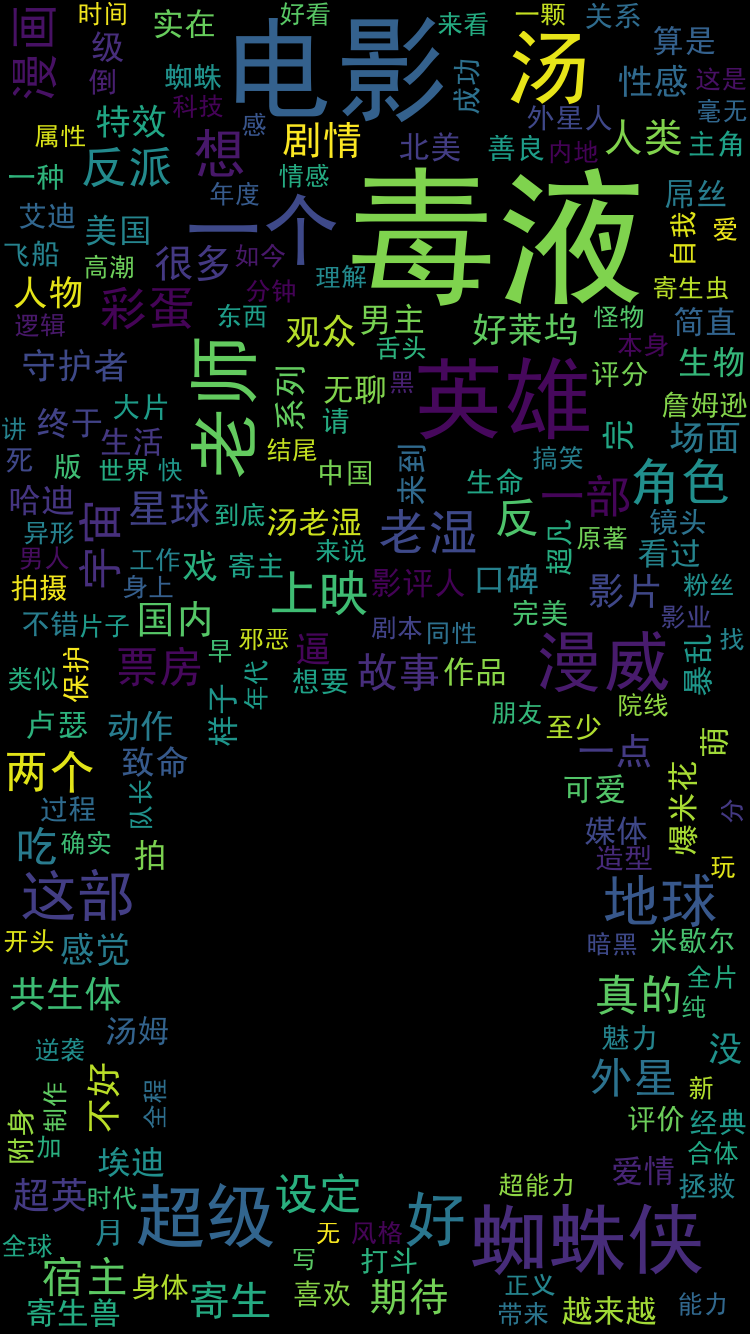 漫画
时间
实在
好看
来看
一颗
关系
级
电影
汤
算是
倒
蜘蛛
成功
性感
这是
科技
毫无
属性
特效
感
剧情
外星人
人类
主角
反派
想
北美
善良
内地
一种
情感
毒液
年度
屌丝
艾迪
美国
一个
自我
爱
飞船
高潮
很多
如今
理解
人物
彩蛋
分钟
寄生虫
逻辑
东西
观众
男主
好莱坞
怪物
简直
舌头
本身
守护者
老师
系列
无聊
黑
英雄
评分
生物
大片
请
詹姆逊
讲
终于
生活
结尾
完
场面
死
版
世界
快
中国
来到
搞笑
生命
角色
哈迪
宇宙
星球
到底
汤老湿
老湿
反
一部
镜头
异形
超凡
原著
男人
工作
戏
寄主
来说
看过
拍摄
身上
上映
影评人
口碑
影片
粉丝
不错
片子
国内
邪恶
剧本
同性
完美
影业
找
类似
保护
票房
早
逼
故事
作品
漫威
暴乱
样子
年代
想要
卢瑟
动作
朋友
至少
院线
两个
致命
一点
萌
过程
队长
可爱
爆米花
分
吃
确实
拍
媒体
造型
玩
这部
地球
开头
感觉
暗黑
米歇尔
共生体
真的
全片
纯
汤姆
魅力
没
逆袭
不好
外星
新
附身
制作
全程
评价
经典
加
埃迪
合体
超英
时代
超级
设定
爱情
拯救
超能力
月
无
风格
好
蜘蛛侠
全球
宿主
写
打斗
身体
寄生
喜欢
期待
正义
寄生兽
带来
越来越
能力